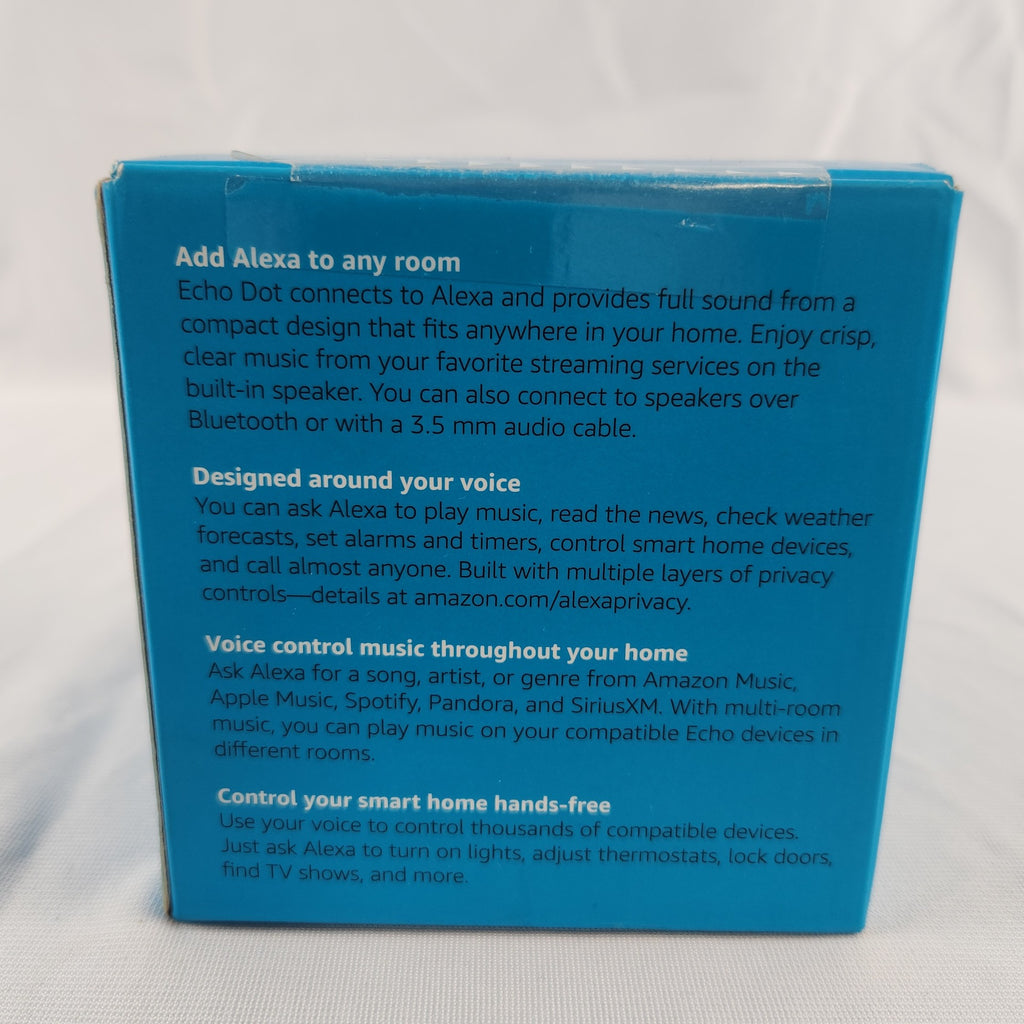 Add Alexa to any room
Echo Dot connects to Alexa and provides full sound from a
compact design that fits anywhere in your home. Enjoy crisp,
clear music from your favorite streaming services on the
built-in speaker. You can also connect to speakers over
Bluetooth or with a 3.5 mm audio cable.
Designed around your voice
You can ask Alexa to play music, read the news, check weather
forecasts, set alarms and timers, control smart home devices,
and call almost anyone. Built with multiple layers of privacy
controls—details at amazon.com/alexaprivacy.
Voice control music throughout your home
Ask Alexa for a song, artist, or genre from Amazon Music,
Apple Music, Spotify, Pandora, and SiriusXM. With multi-room
music, you can play music on your compatible Echo devices in
different rooms.
Control your smart home hands-free
Use your voice to control thousands of compatible devices.
Just ask Alexa to turn on lights, adjust thermostats, lock doors,
find TV shows, and more.